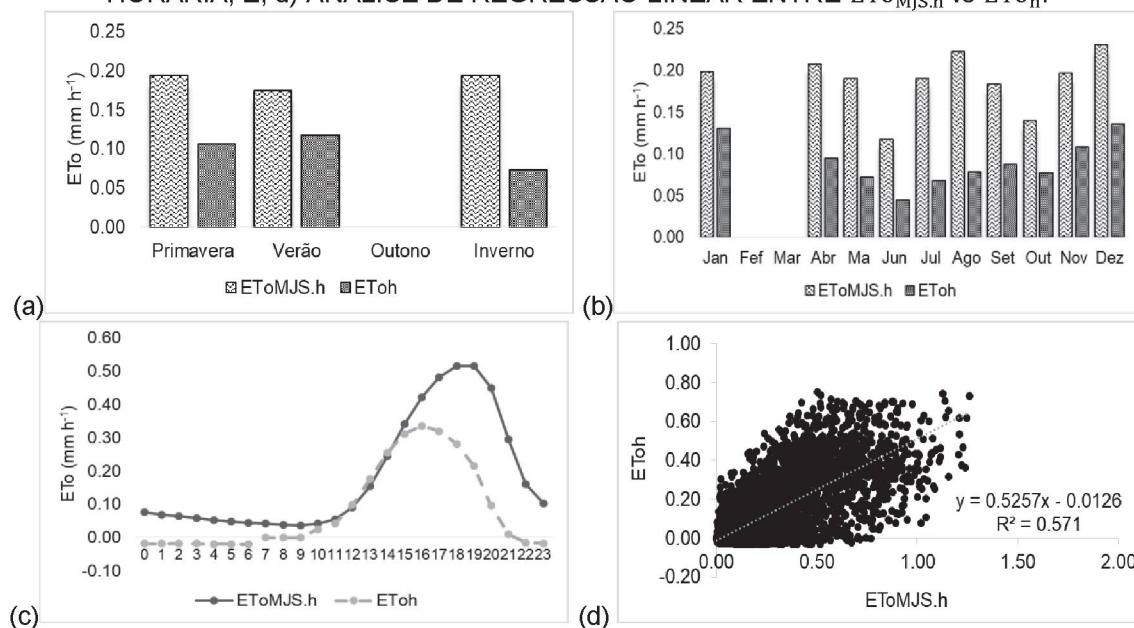 HORÁRIA; E, d) ANÁLISE DE REGRESSÃO LINEAR ENTRE ETo_MJS.h vs ETo_h.
ETo (mm h⁻¹)
0.20
0.15
0.10
0.05
0.00
Primavera Verão Outono Inverno
EToMJS.h EToh
(a)
ETo (mm h⁻¹)
0.25
0.20
0.15
0.10
0.05
0.00
Jan Fef Mar Abr Ma Jun Jul Ago Set Out Nov Dez
EToMJS.h EToh
(b)
ETo (mm h⁻¹)
0.60
0.50
0.40
0.30
0.20
0.10
0.00
-0.10
0 1 2 3 4 5 6 7 8 9 10 11 12 13 14 15 16 17 18 19 20 21 22 23
EToMJS.h EToh
(c)
EToh
1.00
0.80
0.60
0.40
0.20
0.00
-0.20
y = 0.5257x - 0.0126
R² = 0.571
0.00 0.50 1.00 1.50 2.00
EToMJS.h
(d)